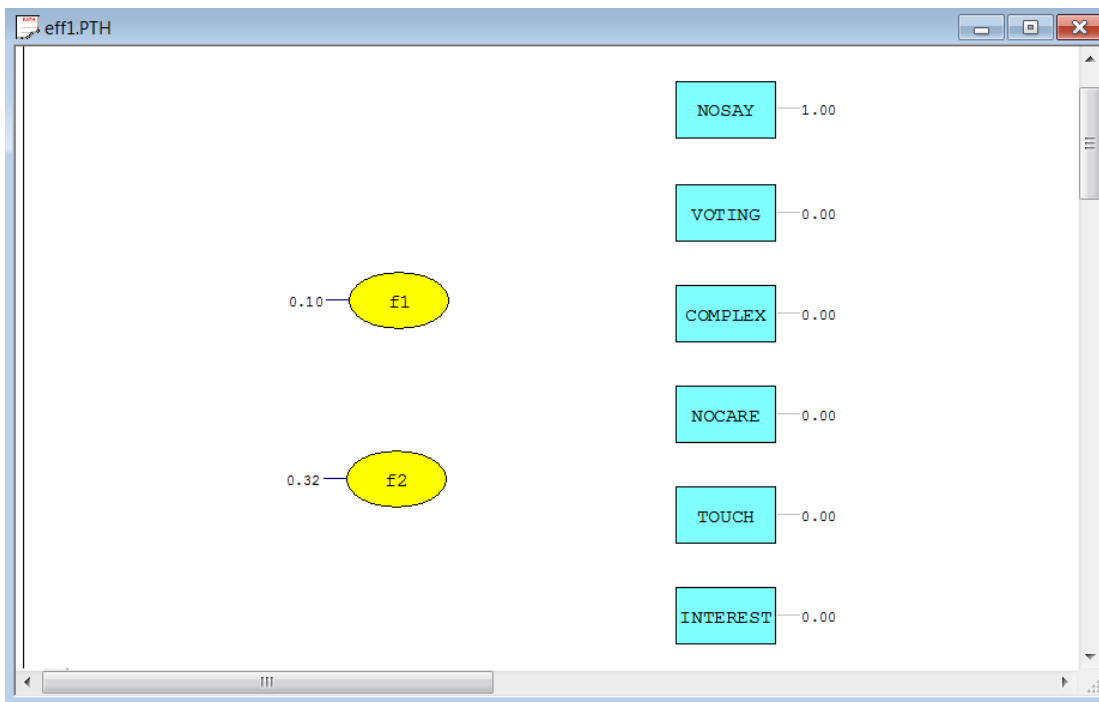 eff1.PTH
NOSAY 1.00
VOTING 0.00
0.10 f1
COMPLEX 0.00
NOCARE 0.00
0.32 f2
TOUCH 0.00
INTEREST 0.00